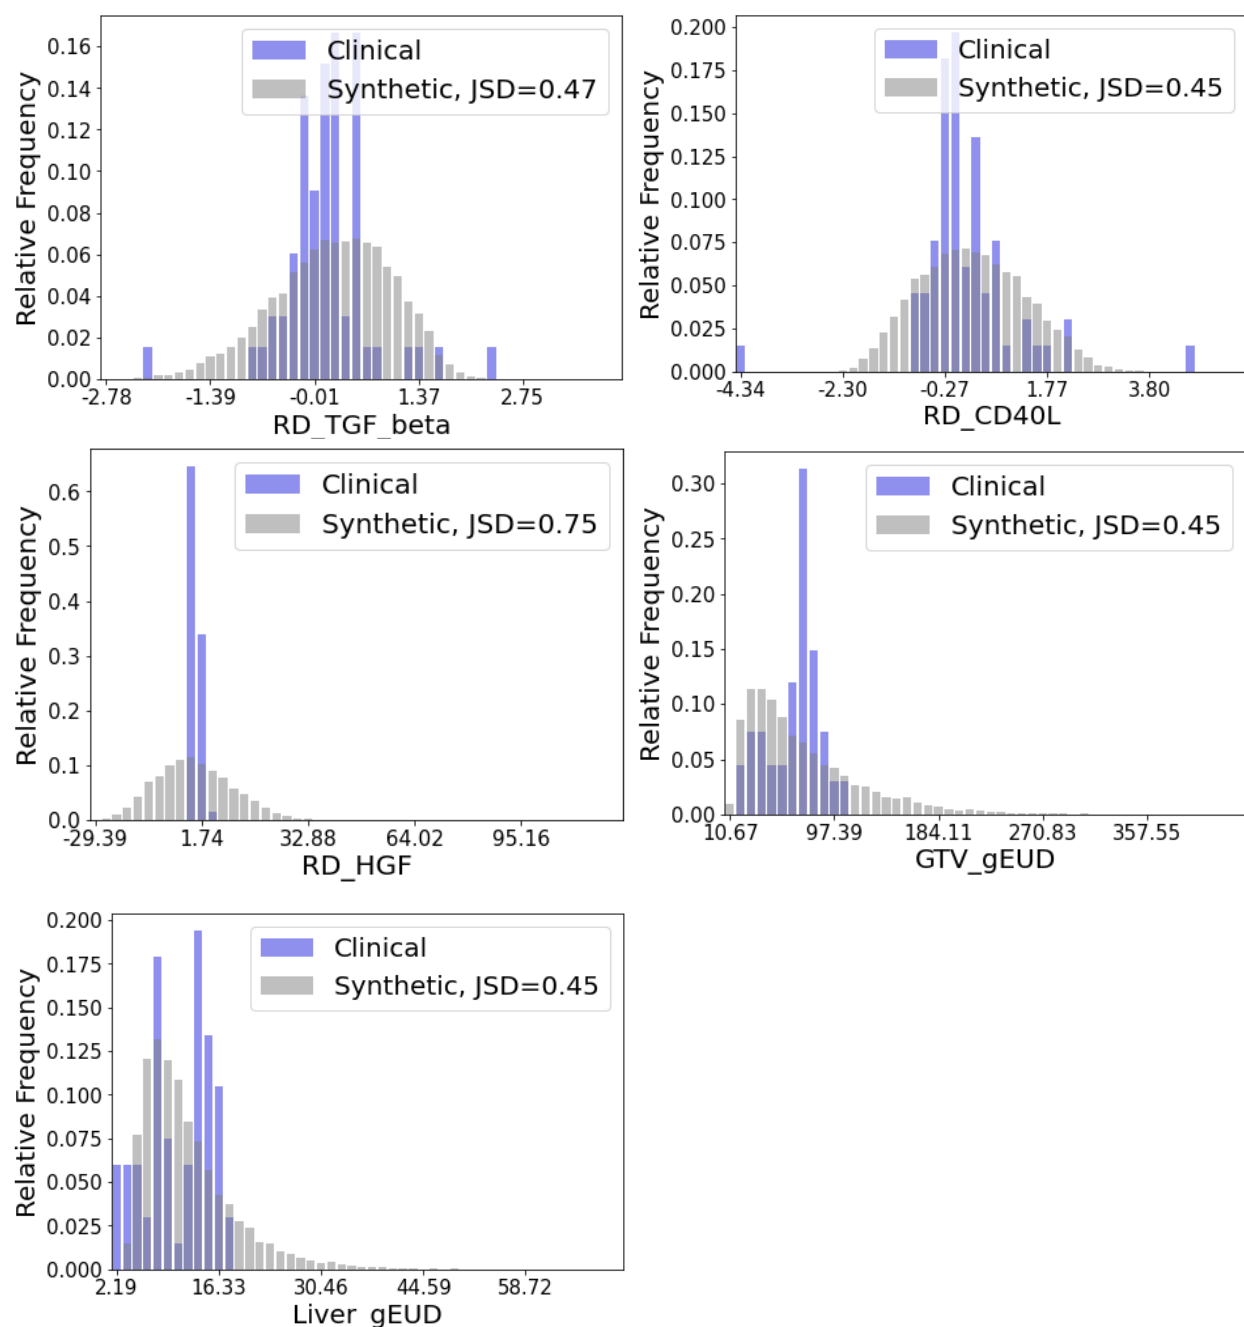 Relative Frequency
0.16
0.14
0.12
0.10
0.08
0.06
0.04
0.02
0.00
Clinical
Synthetic, JSD=0.47
-2.78 -1.39 -0.01 1.37 2.75
RD_TGF_beta
Relative Frequency
0.200
0.175
0.150
0.125
0.100
0.075
0.050
0.025
0.000
Clinical
Synthetic, JSD=0.45
-4.34 -2.30 -0.27 1.77 3.80
RD_CD40L
Relative Frequency
0.6
0.5
0.4
0.3
0.2
0.1
0.0
Clinical
Synthetic, JSD=0.75
-29.39 1.74 32.88 64.02 95.16
RD_HGF
Relative Frequency
0.30
0.25
0.20
0.15
0.10
0.05
0.00
Clinical
Synthetic, JSD=0.45
10.67 97.39 184.11 270.83 357.55
GTV_gEUD
Relative Frequency
0.200
0.175
0.150
0.125
0.100
0.075
0.050
0.025
0.000
Clinical
Synthetic, JSD=0.45
2.19 16.33 30.46 44.59 58.72
Liver_gEUD